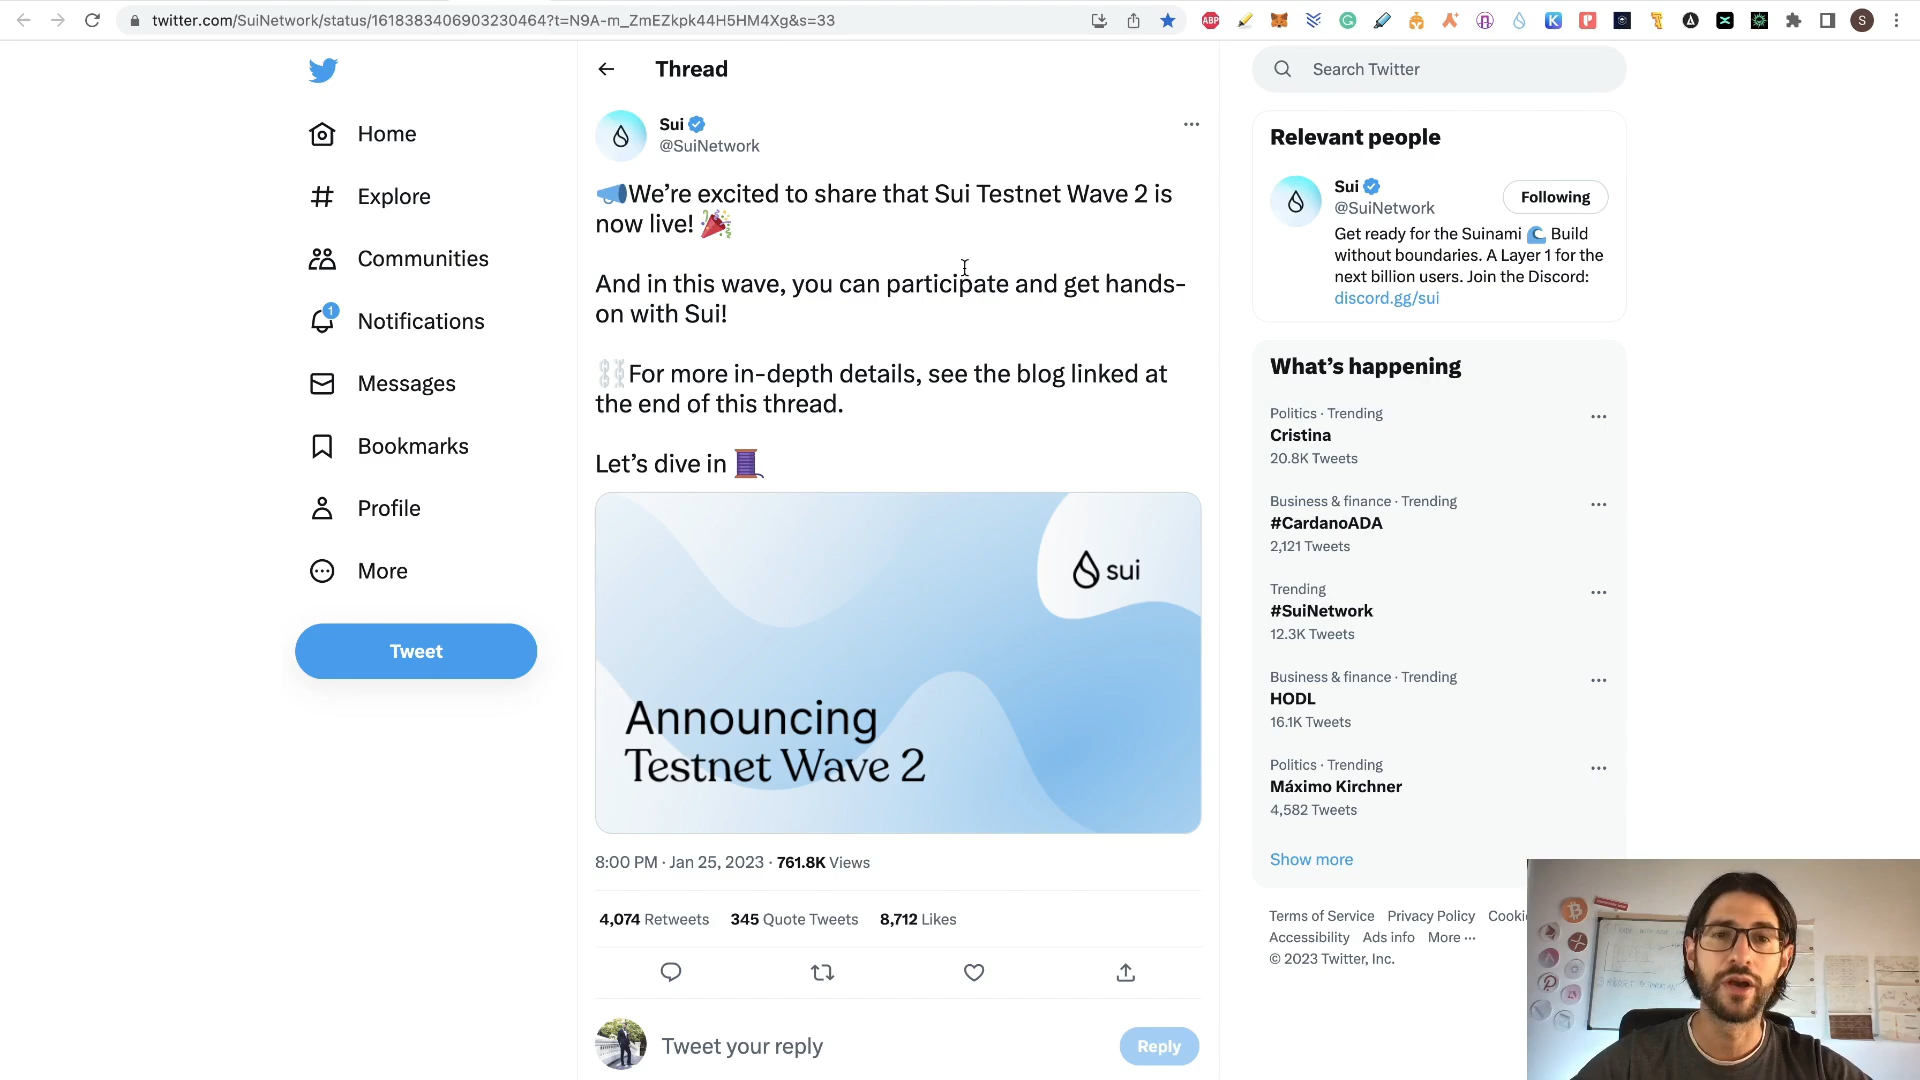 twitter.com/SuiNetwork/status/1618383406903230464?t=N9A-m_ZmEZkpk44H5HM4Xg&s=33
ABP
S
Home
Explore
Communities
1
Notifications
Messages
Bookmarks
Profile
More
Tweet
Thread
Sui
@SuiNetwork
We’re excited to share that Sui Testnet Wave 2 is
now live!
And in this wave, you can participate and get hands-
on with Sui!
For more in-depth details, see the blog linked at
the end of this thread.
Let’s dive in
sui
Announcing
Testnet Wave 2
8:00 PM · Jan 25, 2023 · 761.8K Views
4,074 Retweets 345 Quote Tweets 8,712 Likes
Tweet your reply
Reply
Search Twitter
Relevant people
Sui
@SuiNetwork
Following
Get ready for the Suinami 🌊 Build
without boundaries. A Layer 1 for the
next billion users. Join the Discord:
discord.gg/sui
What’s happening
Politics · Trending
Cristina
20.8K Tweets
Business & finance · Trending
#CardanoADA
2,121 Tweets
Trending
#SuiNetwork
12.3K Tweets
Business & finance · Trending
HODL
16.1K Tweets
Politics · Trending
Máximo Kirchner
4,582 Tweets
Show more
Terms of Service Privacy Policy Cookie
Accessibility Ads info More ···
© 2023 Twitter, Inc.